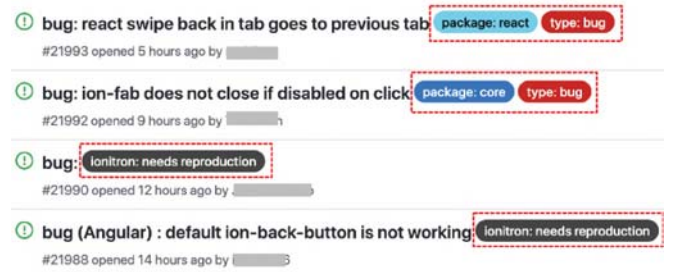 bug: react swipe back in tab goes to previous tab package: react type: bug
#21993 opened 5 hours ago by
bug: ion-fab does not close if disabled on click package: core type: bug
#21992 opened 9 hours ago by
bug: ionitron: needs reproduction
#21990 opened 12 hours ago by
bug (Angular) : default ion-back-button is not working ionitron: needs reproduction
#21988 opened 14 hours ago by